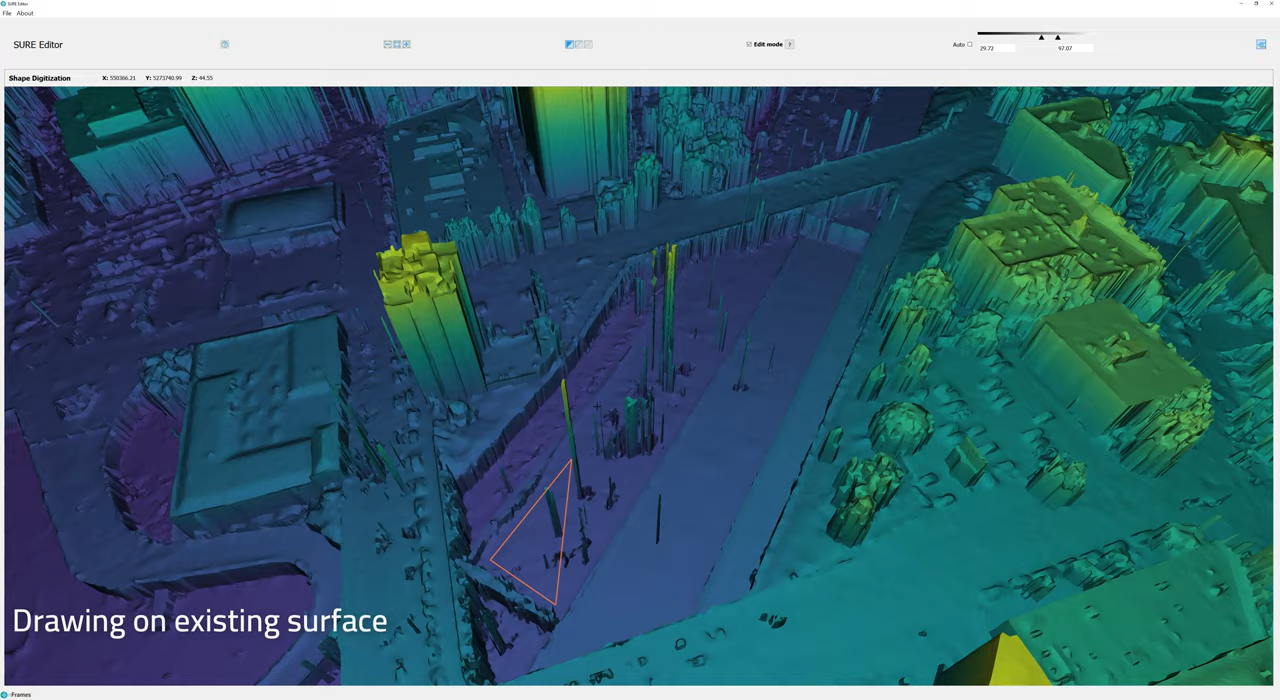 SURE Editor
File About
SURE Editor
Edit mode ?
Auto
29.72 97.07
Shape Digitization X: 550366.21 Y: 5273740.99 Z: 44.55
Drawing on existing surface
Frames